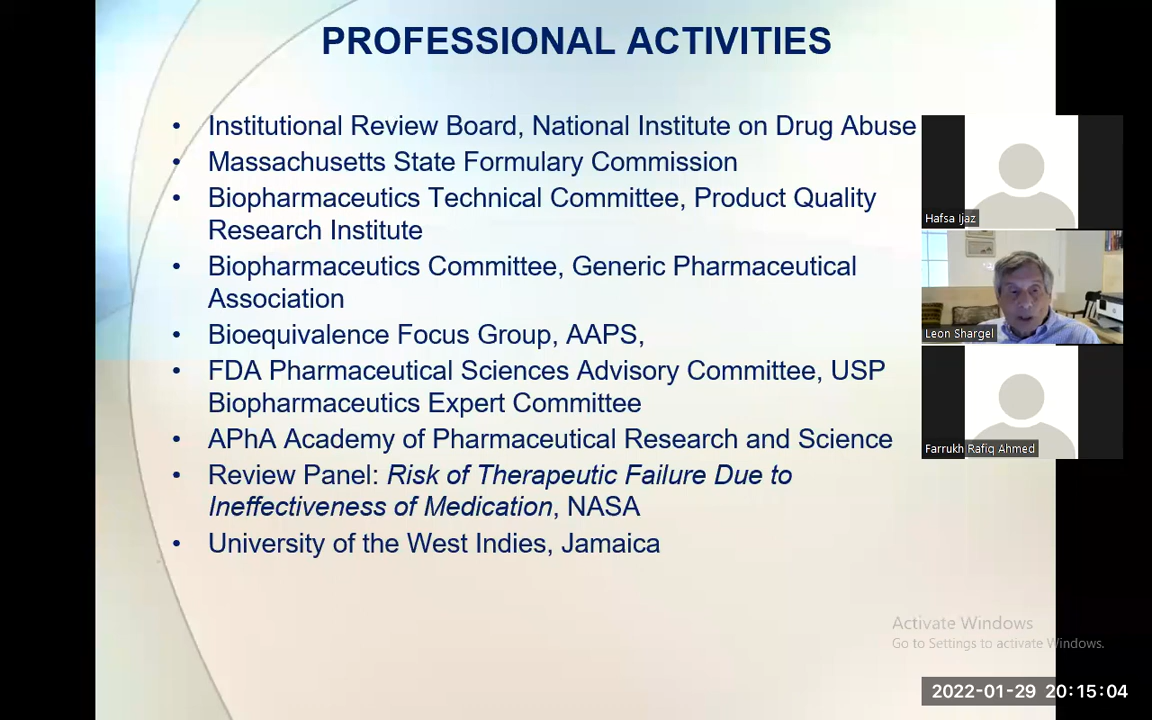 PROFESSIONAL ACTIVITIES
• Institutional Review Board, National Institute on Drug Abuse
• Massachusetts State Formulary Commission
• Biopharmaceutics Technical Committee, Product Quality
Research Institute
• Biopharmaceutics Committee, Generic Pharmaceutical
Association
• Bioequivalence Focus Group, AAPS,
• FDA Pharmaceutical Sciences Advisory Committee, USP
Biopharmaceutics Expert Committee
• APhA Academy of Pharmaceutical Research and Science
• Review Panel: Risk of Therapeutic Failure Due to
Ineffectiveness of Medication, NASA
• University of the West Indies, Jamaica
Hafsa Ijaz
Leon Shargel
Farrukh Rafiq Ahmed
Activate Windows
Go to Settings to activate Windows.
2022-01-29 20:15:04